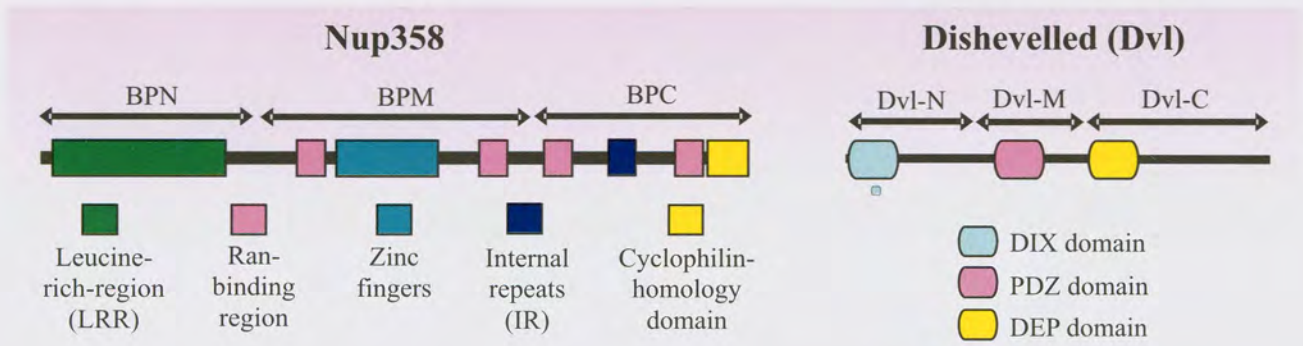 Nup358
BPN BPM BPC
Leucine-
rich-region
(LRR)
Ran-
binding
region
Zinc
fingers
Internal
repeats
(IR)
Cyclophilin-
homology
domain
Dishevelled (Dvl)
Dvl-N Dvl-M Dvl-C
DIX domain
PDZ domain
DEP domain